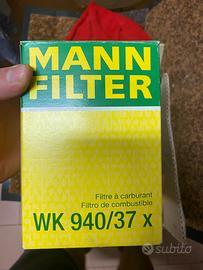 MANN
FILTER
Filtre à carburant
Filtro de combustible
WK 940/37 x
subito